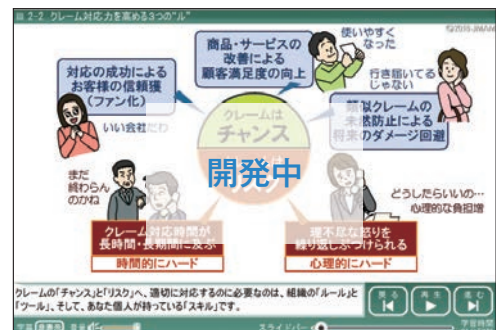 2-2 クレーム対応力を高める3つの"ル"
商品・サービスの
改善による
顧客満足度の向上
使いやすく
なった
対応の成功による
お客様の信頼獲得
（ファン化）
行き届いてる
じゃない
類似クレームの
未然防止による
将来のダメージ回避
いい会社だわ
クレームは
チャンス
開発中
まだ
終わらん
のかね
どうしたらいいの…
心理的な負担増
クレーム対応時間が
長時間・長期間に及ぶ
時間的にハード
理不尽な怒りを
繰り返しぶつけられる
心理的にハード
クレームの「チャンス」と「リスク」へ、適切に対応するのに必要なのは、組織の「ルール」と
「ツール」、そして、あなた個人が持っている「スキル」です。
戻る
再生
進む
スライドバー
学習時間